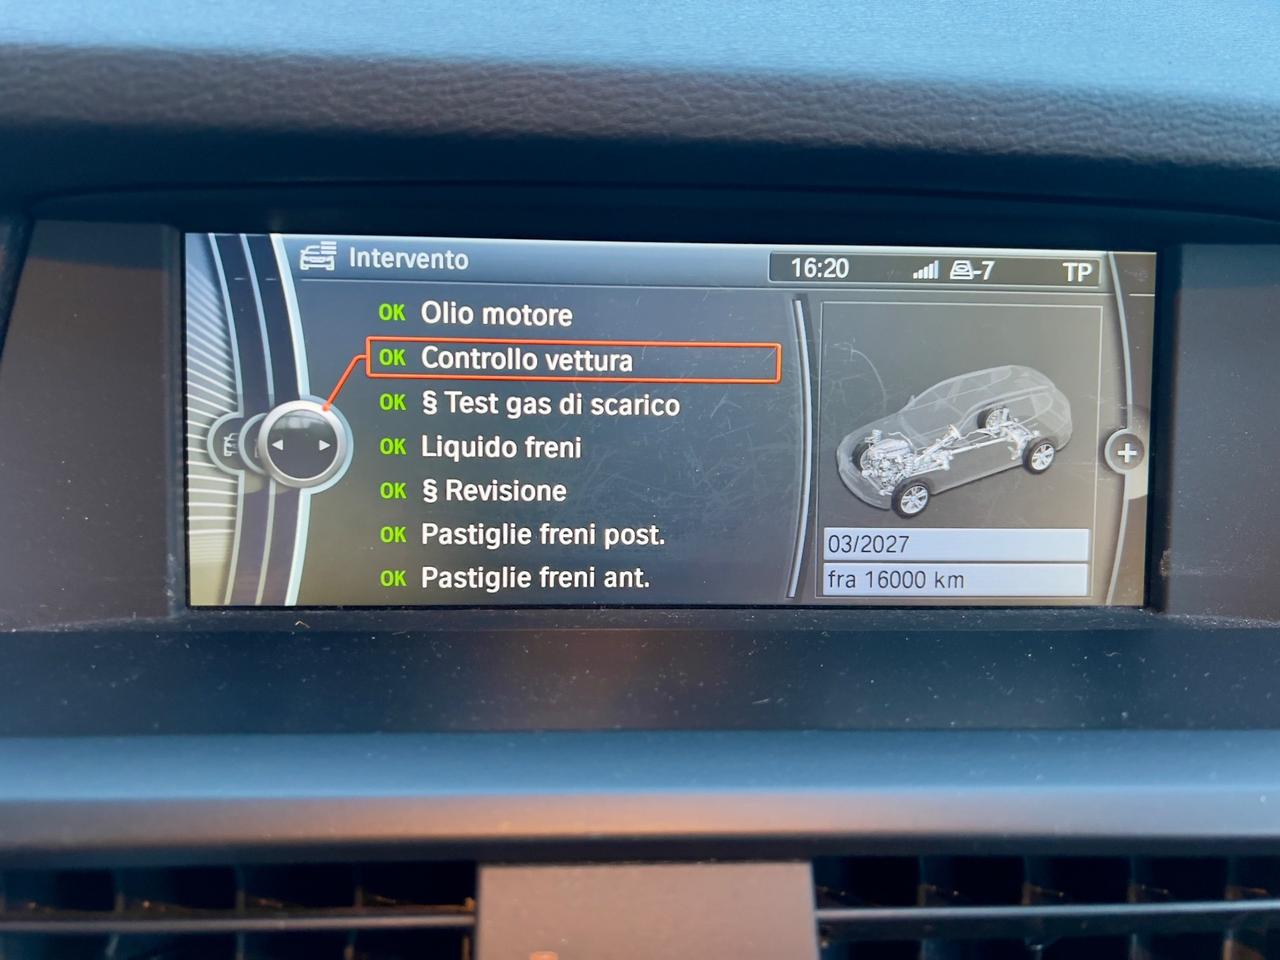 Intervento
16:20 -7 TP
OK Olio motore
OK Controllo vettura
OK § Test gas di scarico
OK Liquido freni
OK § Revisione
OK Pastiglie freni post.
OK Pastiglie freni ant.
03/2027
fra 16000 km